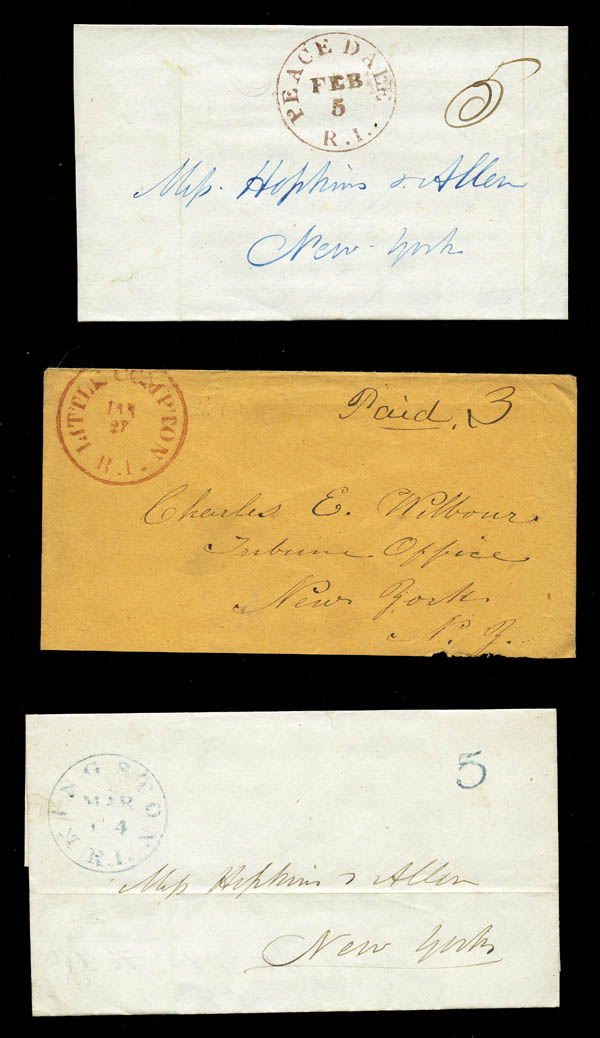 PEACE DALE
FEB
5
R.I.
5
Mess. Hopkins & Allen
New-York
LITTLE COMPTON
JAN
27
R.I.
Paid. 3
Charles E. Wilbour
Tribune Office
New York
N. Y.
KINGSTON
MAR
4
R.I.
5
Mess Hopkins & Allen
New York